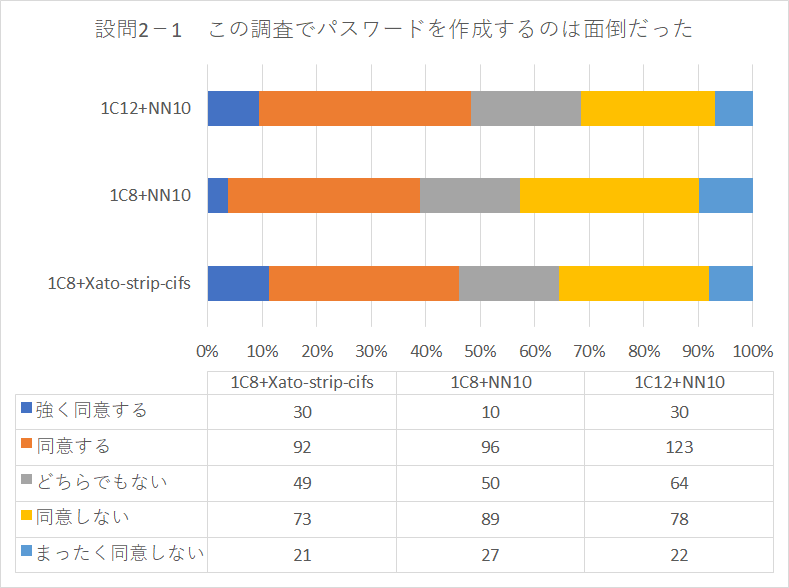 設問2－1　この調査でパスワードを作成するのは面倒だった
1C12+NN10
1C8+NN10
1C8+Xato-strip-cifs
0% 10% 20% 30% 40% 50% 60% 70% 80% 90% 100%
1C8+Xato-strip-cifs 1C8+NN10 1C12+NN10
強く同意する 30 10 30
同意する 92 96 123
どちらでもない 49 50 64
同意しない 73 89 78
まったく同意しない 21 27 22